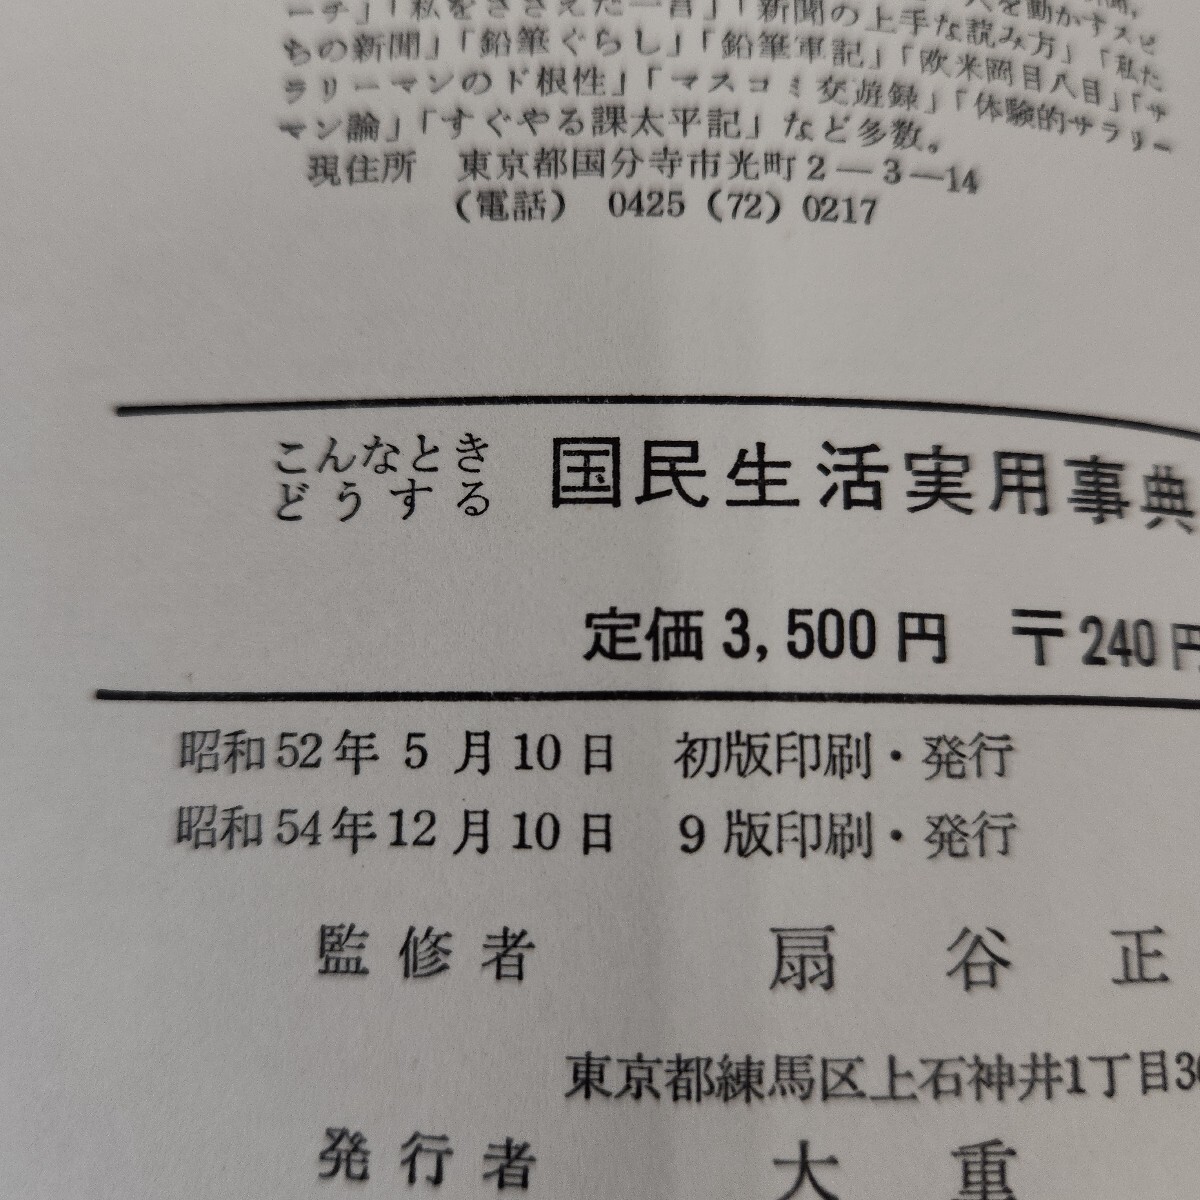 ーチ」「私をささえた一言」「新聞の上手な読み方」「私た
ちの新聞」「鉛筆ぐらし」「鉛筆軍記」「欧米岡目八目」「サ
ラリーマンのド根性」「マスコミ交遊録」「体験的サラリー
マン論」「すぐやる課太平記」など多数。
現住所 東京都国分寺市光町2―3―14
(電話) 0425 (72) 0217
こんなとき
どうする
国民生活実用事典
定価 3,500 円 〒240円
昭和52年 5 月10日 初版印刷・発行
昭和54年12月10日 9 版印刷・発行
監修者 扇谷正
東京都練馬区上石神井1丁目30
発行者 大重